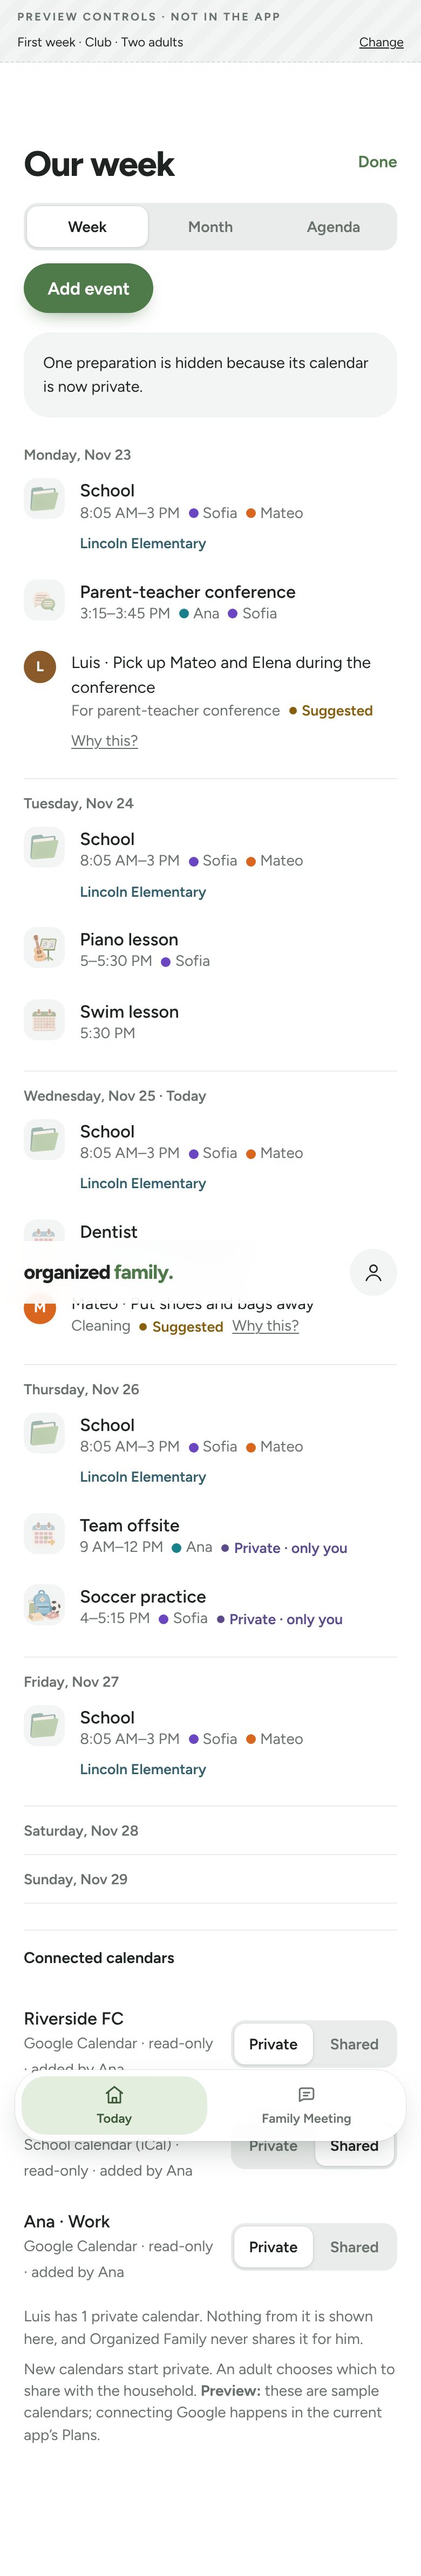 PREVIEW CONTROLS · NOT IN THE APP
First week · Club · Two adults
Change
Our week
Done
Week
Month
Agenda
Add event
One preparation is hidden because its calendar
is now private.
Monday, Nov 23
School
8:05 AM–3 PM Sofia Mateo
Lincoln Elementary
Parent-teacher conference
3:15–3:45 PM Ana Sofia
L
Luis · Pick up Mateo and Elena during the
conference
For parent-teacher conference Suggested
Why this?
Tuesday, Nov 24
School
8:05 AM–3 PM Sofia Mateo
Lincoln Elementary
Piano lesson
5–5:30 PM Sofia
Swim lesson
5:30 PM
Wednesday, Nov 25 · Today
School
8:05 AM–3 PM Sofia Mateo
Lincoln Elementary
Dentist
organized family.
M
Mateo · Put shoes and bags away
Cleaning Suggested Why this?
Thursday, Nov 26
School
8:05 AM–3 PM Sofia Mateo
Lincoln Elementary
Team offsite
9 AM–12 PM Ana Private · only you
Soccer practice
4–5:15 PM Sofia Private · only you
Friday, Nov 27
School
8:05 AM–3 PM Sofia Mateo
Lincoln Elementary
Saturday, Nov 28
Sunday, Nov 29
Connected calendars
Riverside FC
Google Calendar · read-only
· added by Ana
Private
Shared
Today
Family Meeting
School calendar (iCal) ·
read-only · added by Ana
Private
Shared
Ana · Work
Google Calendar · read-only
· added by Ana
Private
Shared
Luis has 1 private calendar. Nothing from it is shown
here, and Organized Family never shares it for him.
New calendars start private. An adult chooses which to
share with the household. Preview: these are sample
calendars; connecting Google happens in the current
app’s Plans.